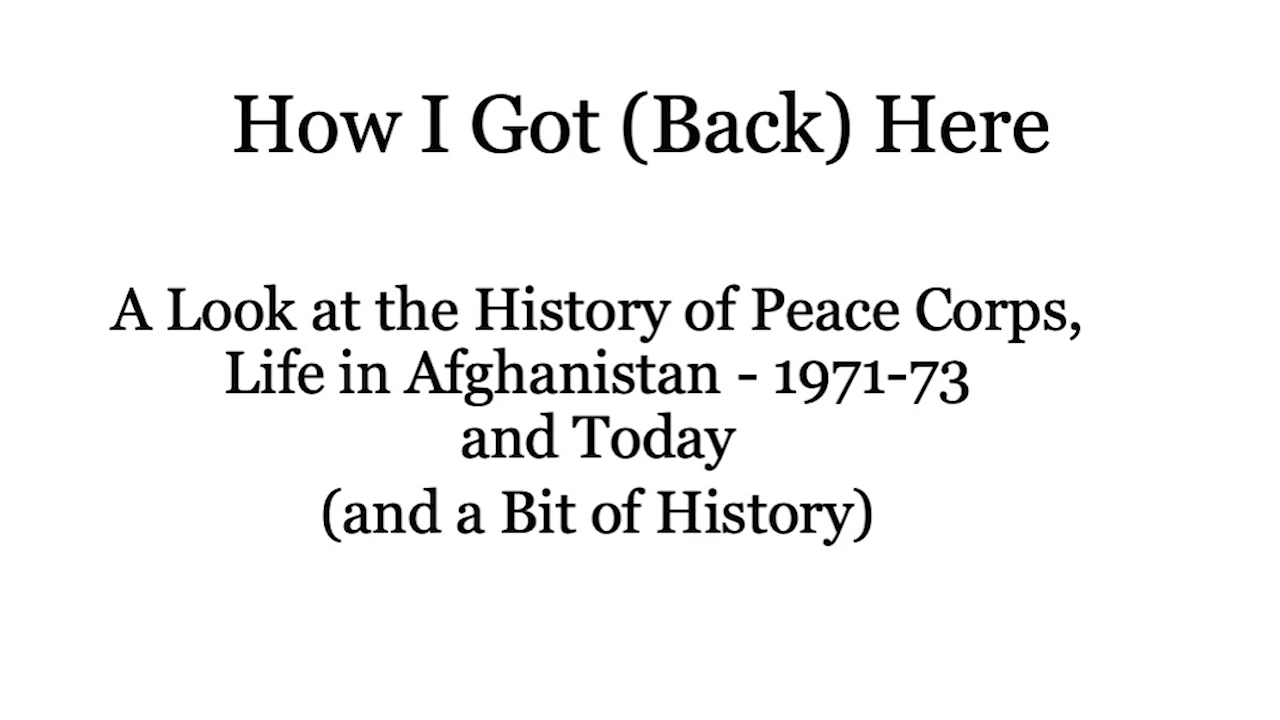 How I Got (Back) Here
A Look at the History of Peace Corps,
Life in Afghanistan - 1971-73
and Today
(and a Bit of History)